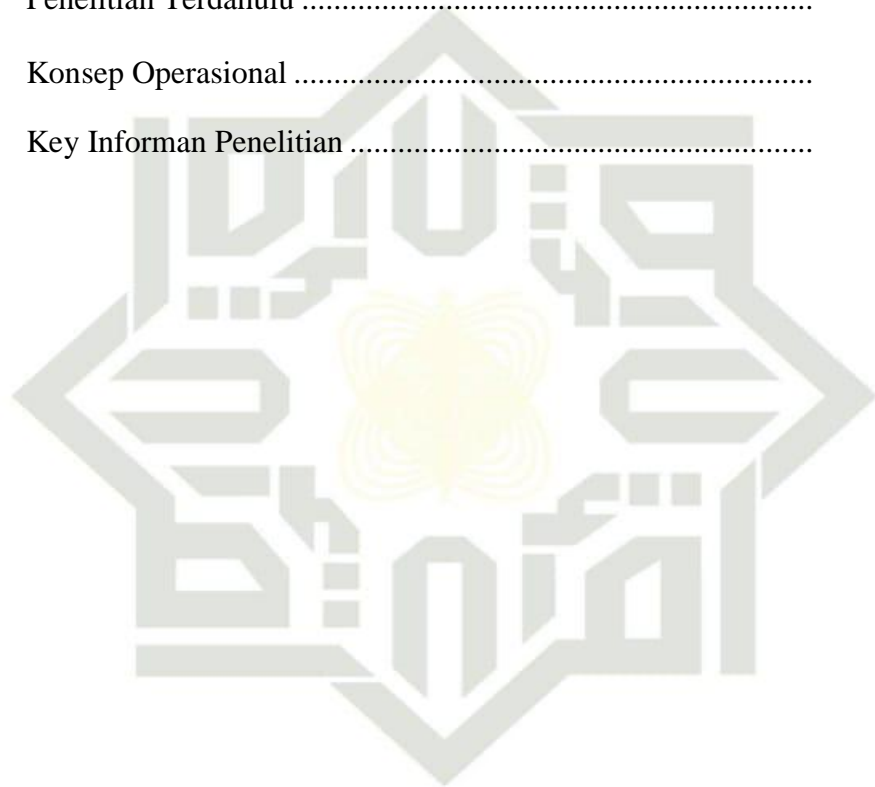 Penelitian Terdahulu ...............................................................
Konsep Operasional ................................................................
Key Informan Penelitian .........................................................